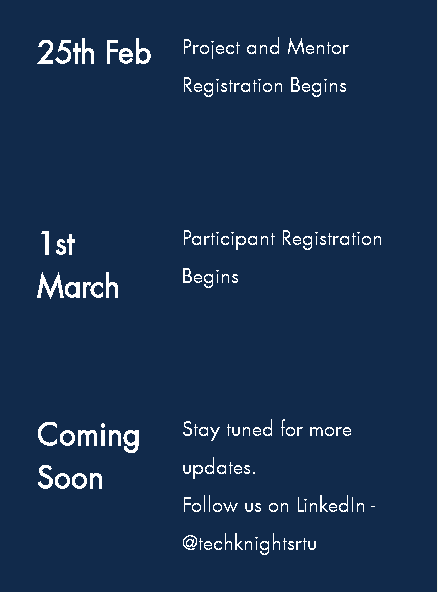 25th Feb
Project and Mentor
Registration Begins
1st
March
Participant Registration
Begins
Coming
Soon
Stay tuned for more
updates.
Follow us on LinkedIn -
@techknightsrtu